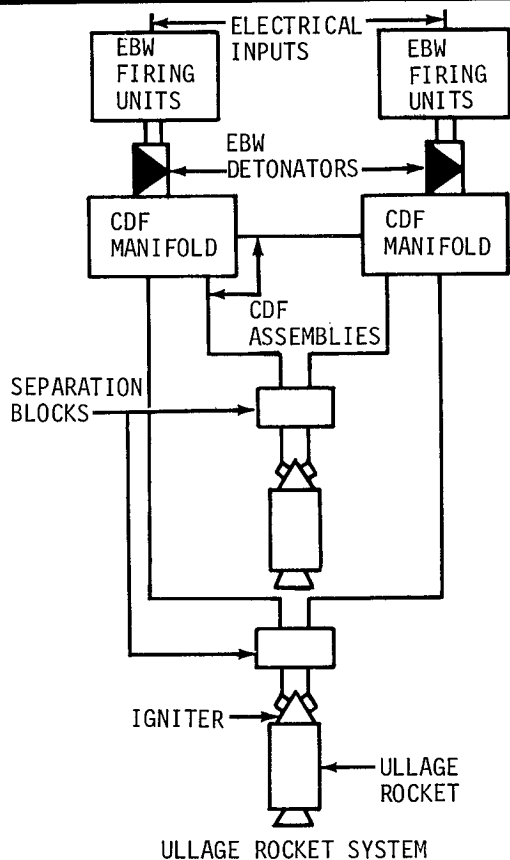 ELECTRICAL
INPUTS
EBW
FIRING
UNITS
EBW
FIRING
UNITS
EBW
DETONATORS
CDF
MANIFOLD
CDF
MANIFOLD
CDF
ASSEMBLIES
SEPARATION
BLOCKS
IGNITER
ULLAGE
ROCKET
ULLAGE ROCKET SYSTEM